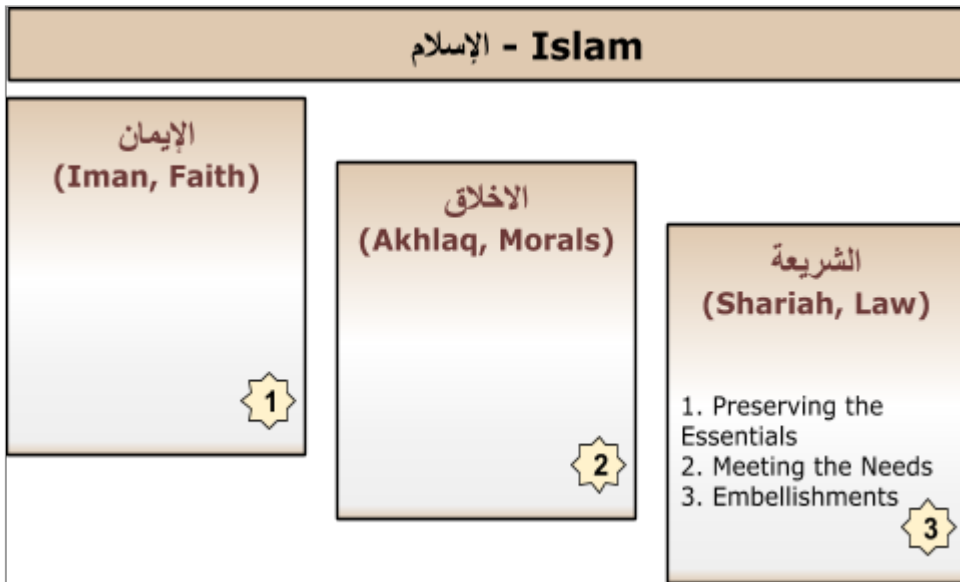 الإسلام - Islam
الإيمان
(Iman, Faith)
1
الاخلاق
(Akhlaq, Morals)
2
الشريعة
(Shariah, Law)
1. Preserving the
Essentials
2. Meeting the Needs
3. Embellishments
3